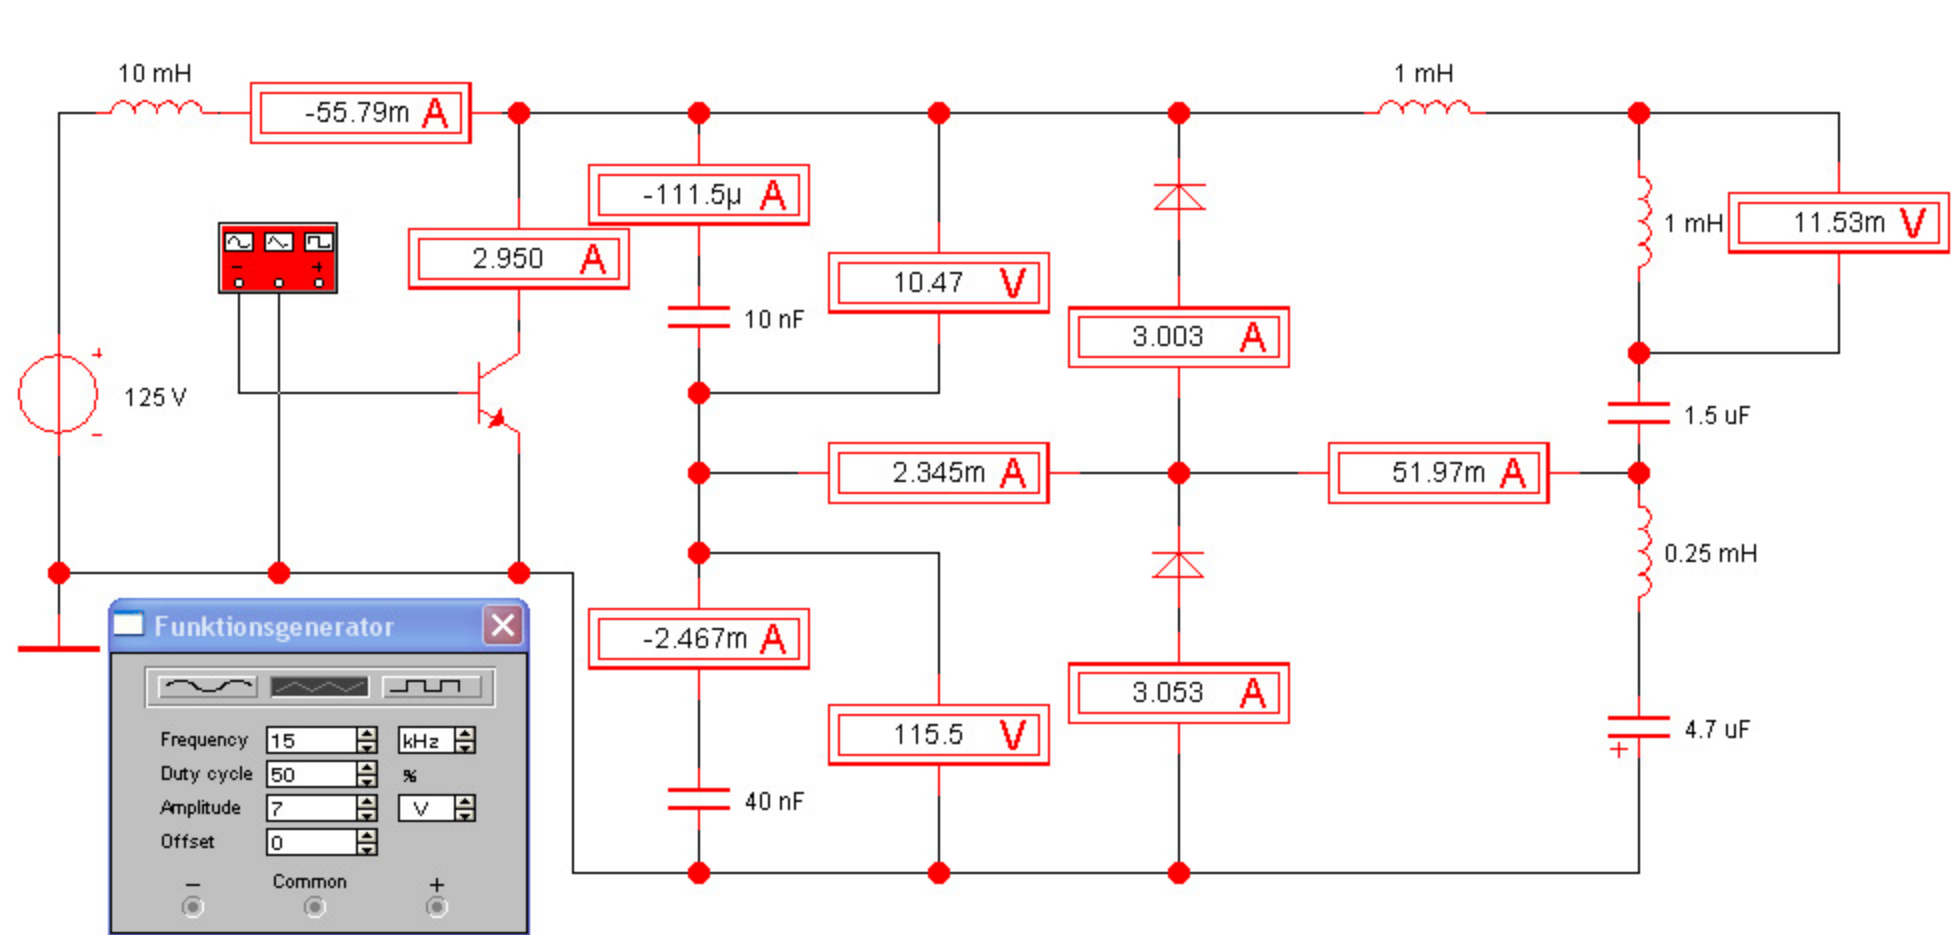 10 mH
1 mH
-55.79m A
-111.5µ A
1 mH
11.53m V
2.950 A
10.47 V
10 nF
3.003 A
+
125 V
-
- +
1.5 uF
2.345m A
51.97m A
0.25 mH
Funktionsgenerator
-2.467m A
3.053 A
115.5 V
4.7 uF
+
40 nF
Frequency 15 kHz
Duty cycle 50 %
Amplitude 7 V
Offset 0
− Common +